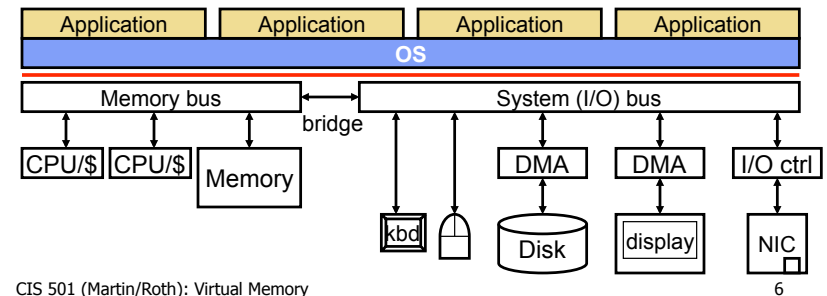 Application Application Application Application
OS
Memory bus System (I/O) bus
bridge
CPU/$ CPU/$ Memory DMA DMA I/O ctrl
kbd Disk display NIC
CIS 501 (Martin/Roth): Virtual Memory 6